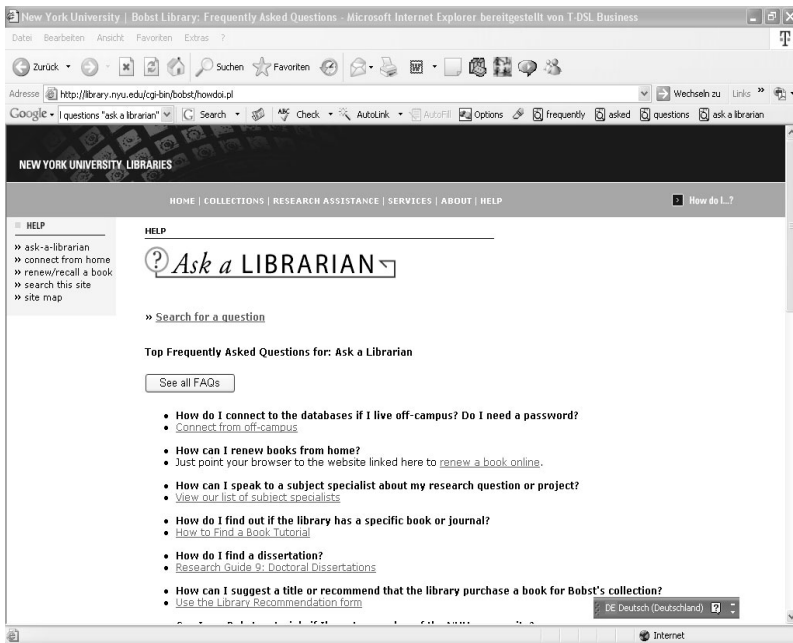 New York University | Bobst Library: Frequently Asked Questions - Microsoft Internet Explorer bereitgestellt von T-DSL Business
Datei Bearbeiten Ansicht Favoriten Extras ?
Zurück Suchen Favoriten
Adresse http://library.nyu.edu/cgi-bin/bobst/howdoi.pl Wechseln zu Links »
Google l questions "ask a librarian" G Search ABC Check AutoLink AutoFill Options frequently asked questions ask a librarian
NEW YORK UNIVERSITY LIBRARIES
HOME | COLLECTIONS | RESEARCH ASSISTANCE | SERVICES | ABOUT | HELP
How do I...?
HELP
» ask-a-librarian
» connect from home
» renew/recall a book
» search this site
» site map
HELP
? Ask a LIBRARIAN
» Search for a question
Top Frequently Asked Questions for: Ask a Librarian
See all FAQs
• How do I connect to the databases if I live off-campus? Do I need a password?
• Connect from off-campus
• How can I renew books from home?
• Just point your browser to the website linked here to renew a book online.
• How can I speak to a subject specialist about my research question or project?
• View our list of subject specialists
• How do I find out if the library has a specific book or journal?
• How to Find a Book Tutorial
• How do I find a dissertation?
• Research Guide 9: Doctoral Dissertations
• How can I suggest a title or recommend that the library purchase a book for Bobst's collection?
• Use the Library Recommendation form
DE Deutsch (Deutschland) ?
Internet